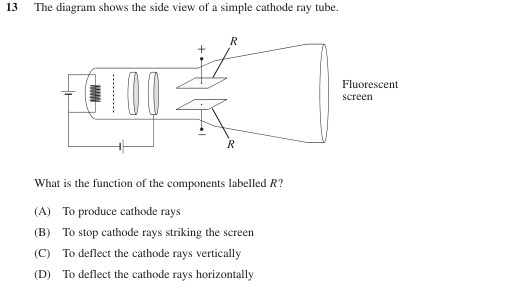 13 The diagram shows the side view of a simple cathode ray tube.
+
R
Fluorescent
screen
–
R
What is the function of the components labelled R?
(A) To produce cathode rays
(B) To stop cathode rays striking the screen
(C) To deflect the cathode rays vertically
(D) To deflect the cathode rays horizontally